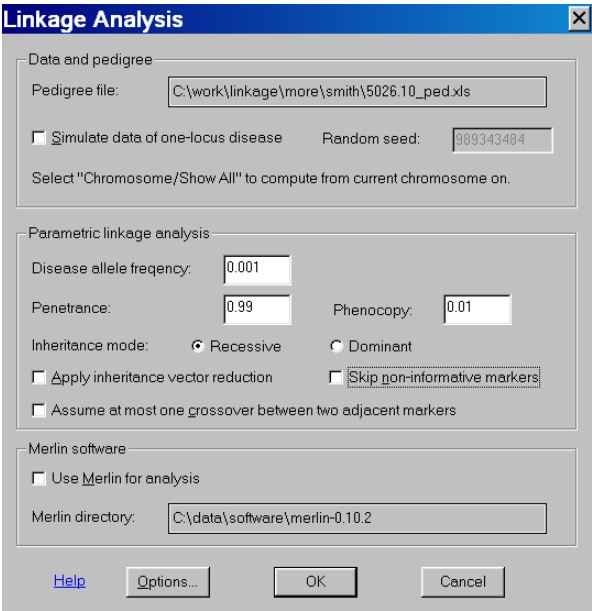 Linkage Analysis
Data and pedigree
Pedigree file: C:\work\linkage\more\smith\5026.10_ped.xls
Simulate data of one-locus disease Random seed: 989343484
Select "Chromosome/Show All" to compute from current chromosome on.
Parametric linkage analysis
Disease allele freqency: 0.001
Penetrance: 0.99 Phenocopy: 0.01
Inheritance mode: Recessive Dominant
Apply inheritance vector reduction Skip non-informative markers
Assume at most one crossover between two adjacent markers
Merlin software
Use Merlin for analysis
Merlin directory: C:\data\software\merlin-0.10.2
Help Options... OK Cancel